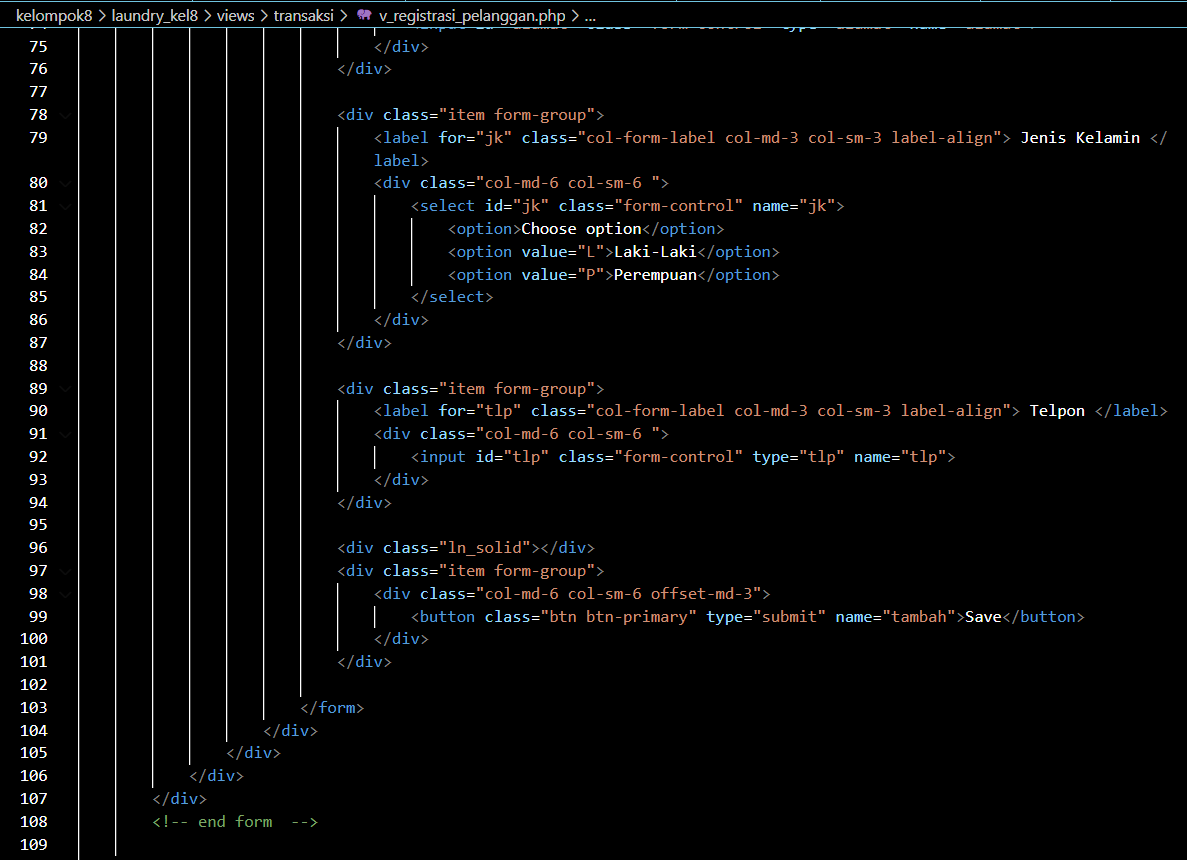 kelompok8 > laundry_kel8 > views > transaksi > v_registrasi_pelanggan.php > ...
75 </div>
76 </div>
77
78 <div class="item form-group">
79 <label for="jk" class="col-form-label col-md-3 col-sm-3 label-align"> Jenis Kelamin </
label>
80 <div class="col-md-6 col-sm-6 ">
81 <select id="jk" class="form-control" name="jk">
82 <option>Choose option</option>
83 <option value="L">Laki-Laki</option>
84 <option value="P">Perempuan</option>
85 </select>
86 </div>
87 </div>
88
89 <div class="item form-group">
90 <label for="tlp" class="col-form-label col-md-3 col-sm-3 label-align"> Telpon </label>
91 <div class="col-md-6 col-sm-6 ">
92 <input id="tlp" class="form-control" type="tlp" name="tlp">
93 </div>
94 </div>
95
96 <div class="ln_solid"></div>
97 <div class="item form-group">
98 <div class="col-md-6 col-sm-6 offset-md-3">
99 <button class="btn btn-primary" type="submit" name="tambah">Save</button>
100 </div>
101 </div>
102
103 </form>
104 </div>
105 </div>
106 </div>
107 </div>
108 <!-- end form  -->
109